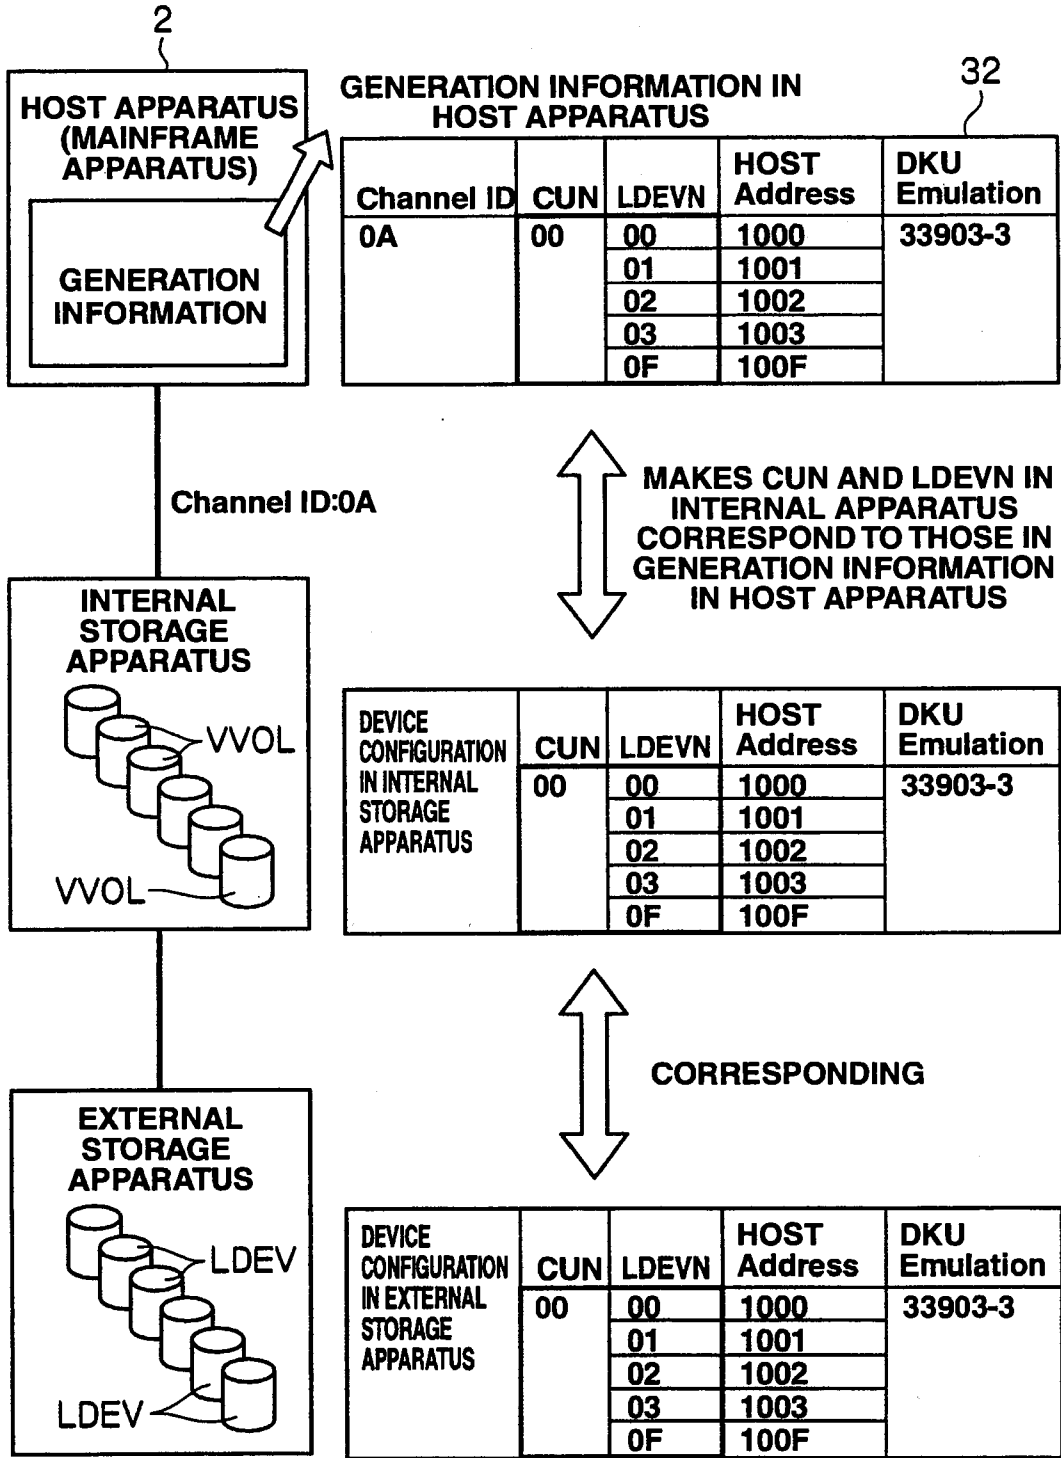 2
HOST APPARATUS
(MAINFRAME
APPARATUS)
GENERATION
INFORMATION
GENERATION INFORMATION IN
HOST APPARATUS
32
Channel ID CUN LDEVN HOST Address DKU Emulation
0A 00 00 1000 33903-3
01 1001
02 1002
03 1003
0F 100F
Channel ID:0A
MAKES CUN AND LDEVN IN
INTERNAL APPARATUS
CORRESPOND TO THOSE IN
GENERATION INFORMATION
IN HOST APPARATUS
INTERNAL
STORAGE
APPARATUS
VVOL
VVOL
DEVICE
CONFIGURATION
IN INTERNAL
STORAGE
APPARATUS
CUN LDEVN HOST Address DKU Emulation
00 00 1000 33903-3
01 1001
02 1002
03 1003
0F 100F
CORRESPONDING
EXTERNAL
STORAGE
APPARATUS
LDEV
LDEV
DEVICE
CONFIGURATION
IN EXTERNAL
STORAGE
APPARATUS
CUN LDEVN HOST Address DKU Emulation
00 00 1000 33903-3
01 1001
02 1002
03 1003
0F 100F